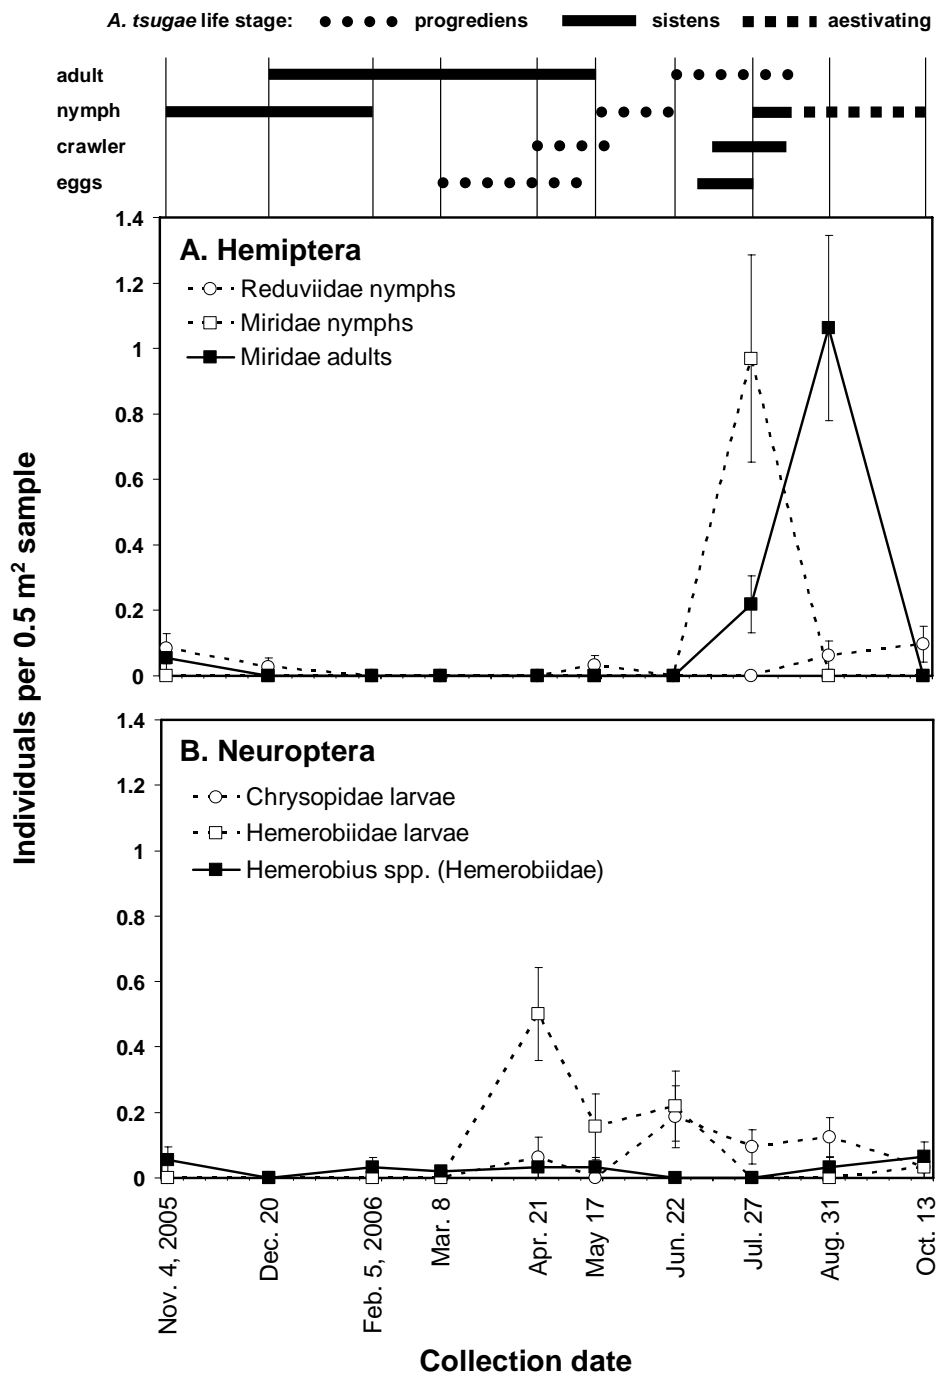 A. tsugae life stage: progrediens sistens aestivating
adult
nymph
crawler
eggs
1.4
1.2
1
0.8
0.6
0.4
0.2
0
A. Hemiptera
Reduviidae nymphs
Miridae nymphs
Miridae adults
Individuals per 0.5 m² sample
1.4
1.2
1
0.8
0.6
0.4
0.2
0
B. Neuroptera
Chrysopidae larvae
Hemerobiidae larvae
Hemerobius spp. (Hemerobiidae)
Nov. 4, 2005
Dec. 20
Feb. 5, 2006
Mar. 8
Apr. 21
May 17
Jun. 22
Jul. 27
Aug. 31
Oct. 13
Collection date